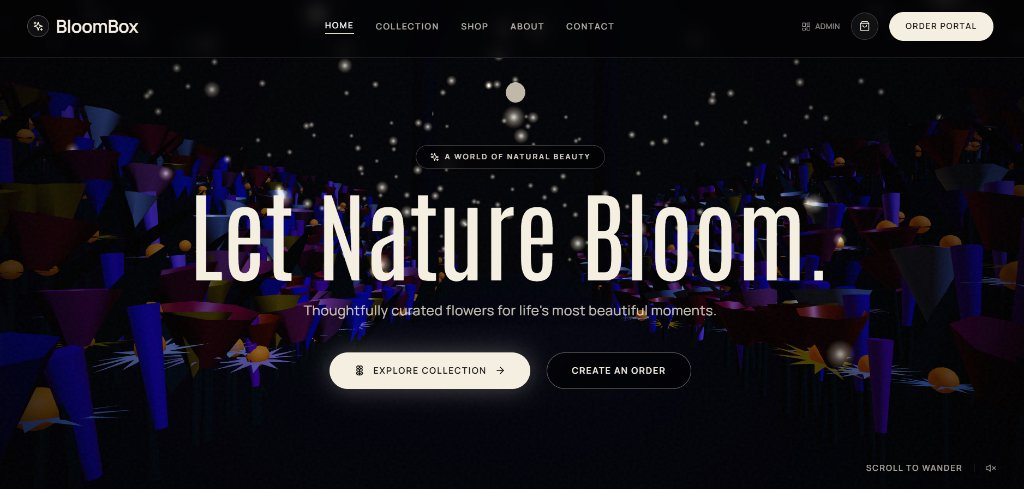 BloomBox
HOME
COLLECTION
SHOP
ABOUT
CONTACT
ADMIN
ORDER PORTAL
A WORLD OF NATURAL BEAUTY
Let Nature Bloom.
Thoughtfully curated flowers for life's most beautiful moments.
EXPLORE COLLECTION
CREATE AN ORDER
SCROLL TO WANDER